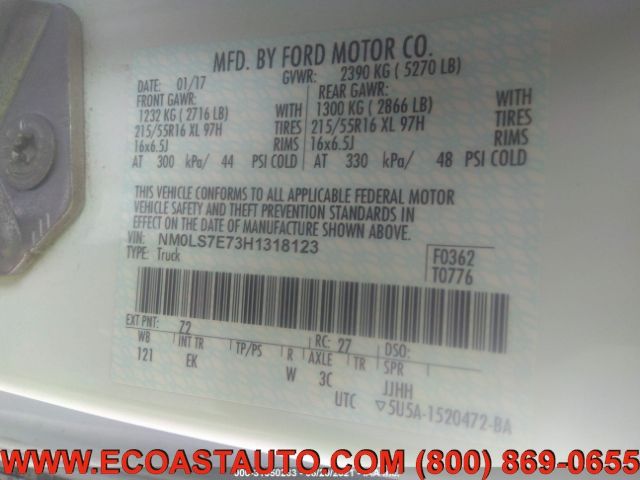 MFD. BY FORD MOTOR CO.
DATE: 01/17 GVWR: 2390 KG ( 5270 LB)
FRONT GAWR: REAR GAWR:
1232 KG ( 2716 LB) WITH 1300 KG ( 2866 LB) WITH
215/55R16 XL 97H TIRES 215/55R16 XL 97H TIRES
16x6.5J RIMS 16x6.5J RIMS
AT 300 kPa/ 44 PSI COLD AT 330 kPa/ 48 PSI COLD
THIS VEHICLE CONFORMS TO ALL APPLICABLE FEDERAL MOTOR
VEHICLE SAFETY AND THEFT PREVENTION STANDARDS IN
EFFECT ON THE DATE OF MANUFACTURE SHOWN ABOVE.
VIN: NM0LS7E73H1318123
TYPE: Truck
F0362
T0776
EXT PNT: Z2 RC: 27 DSO:
WB INT TR TP/PS R AXLE TR SPR
121 EK W 3C JJHH
UTC ▽5U5A-1520472-BA
WWW.ECOASTAUTO.COM (800) 869-0655